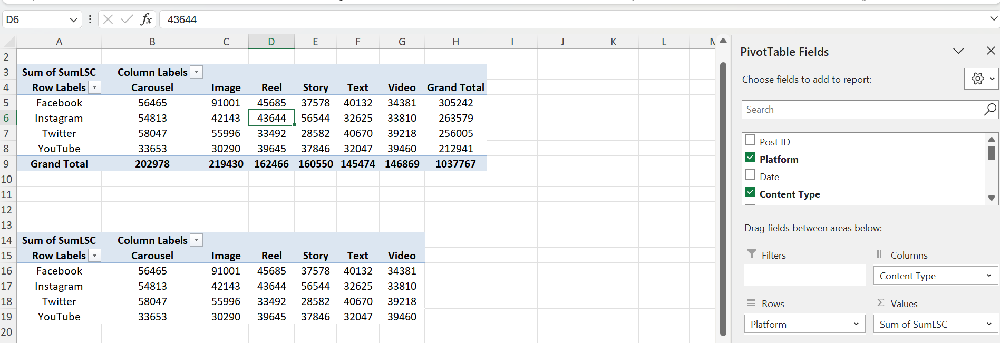 D6 fx 43644
A B C D E F G H I J K L
2
3 Sum of SumLSC Column Labels
4 Row Labels Carousel Image Reel Story Text Video Grand Total
5 Facebook 56465 91001 45685 37578 40132 34381 305242
6 Instagram 54813 42143 43644 56544 32625 33810 263579
7 Twitter 58047 55996 33492 28582 40670 39218 256005
8 YouTube 33653 30290 39645 37846 32047 39460 212941
9 Grand Total 202978 219430 162466 160550 145474 146869 1037767
10
11
12
13
14 Sum of SumLSC Column Labels
15 Row Labels Carousel Image Reel Story Text Video
16 Facebook 56465 91001 45685 37578 40132 34381
17 Instagram 54813 42143 43644 56544 32625 33810
18 Twitter 58047 55996 33492 28582 40670 39218
19 YouTube 33653 30290 39645 37846 32047 39460
20
PivotTable Fields
Choose fields to add to report:
Search
Post ID
Platform
Date
Content Type
Drag fields between areas below:
Filters
Columns
Content Type
Rows
Σ Values
Platform
Sum of SumLSC